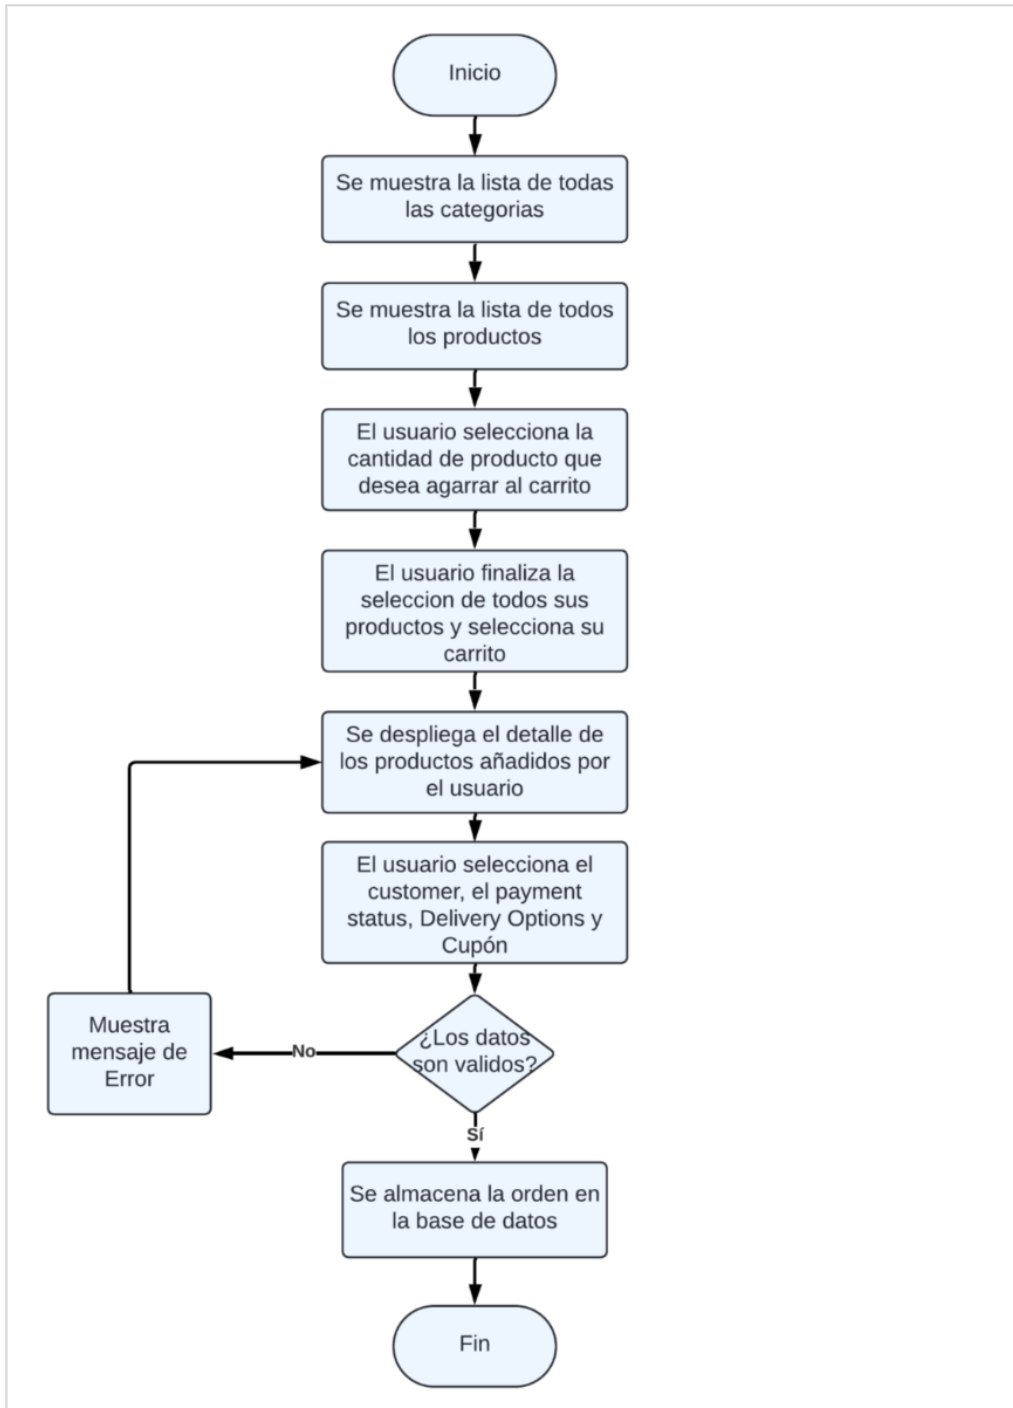 Inicio
Se muestra la lista de todas
las categorias
Se muestra la lista de todos
los productos
El usuario selecciona la
cantidad de producto que
desea agarrar al carrito
El usuario finaliza la
seleccion de todos sus
productos y selecciona su
carrito
Se despliega el detalle de
los productos añadidos por
el usuario
El usuario selecciona el
customer, el payment
status, Delivery Options y
Cupón
¿Los datos
son validos?
No
Muestra
mensaje de
Error
Sí
Se almacena la orden en
la base de datos
Fin